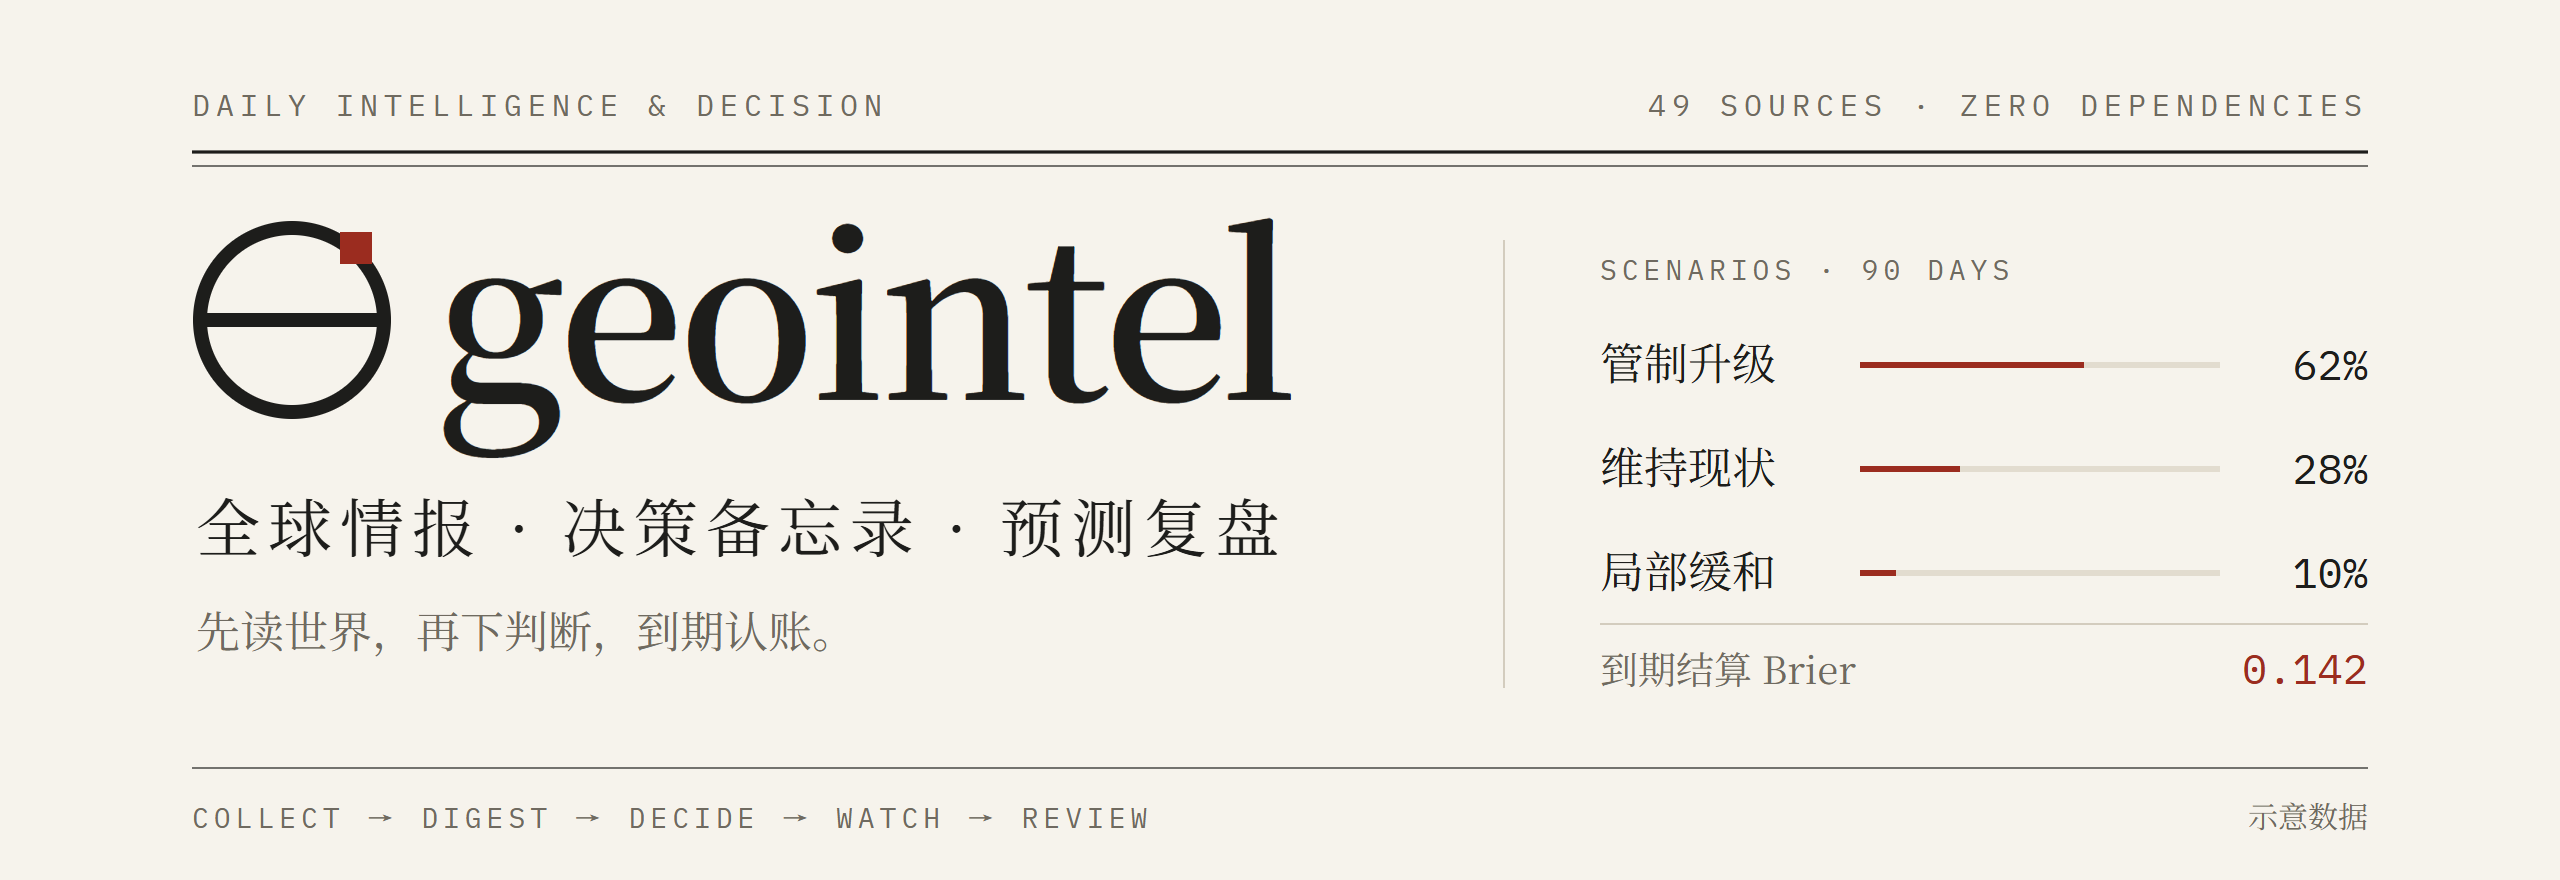 DAILY INTELLIGENCE & DECISION
49 SOURCES · ZERO DEPENDENCIES
geointel
全球情报 · 决策备忘录 · 预测复盘
先读世界，再下判断，到期认账。
SCENARIOS · 90 DAYS
管制升级 62%
维持现状 28%
局部缓和 10%
到期结算 Brier 0.142
COLLECT → DIGEST → DECIDE → WATCH → REVIEW
示意数据